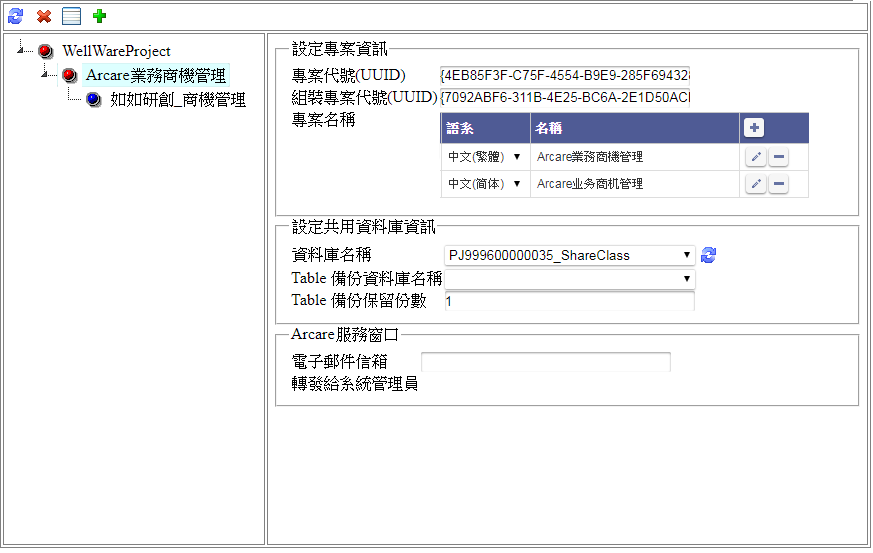 WellWareProject
Arcare業務商機管理
如如研創_商機管理
設定專案資訊
專案代號(UUID) {4EB85F3F-C75F-4554-B9E9-285F69432
組裝專案代號(UUID) {7092ABF6-311B-4E25-BC6A-2E1D50AC
專案名稱
語系 名稱
中文(繁體) Arcare業務商機管理
中文(简体) Arcare业务商机管理
設定共用資料庫資訊
資料庫名稱 PJ999600000035_ShareClass
Table 備份資料庫名稱
Table 備份保留份數 1
Arcare服務窗口
電子郵件信箱
轉發給系統管理員